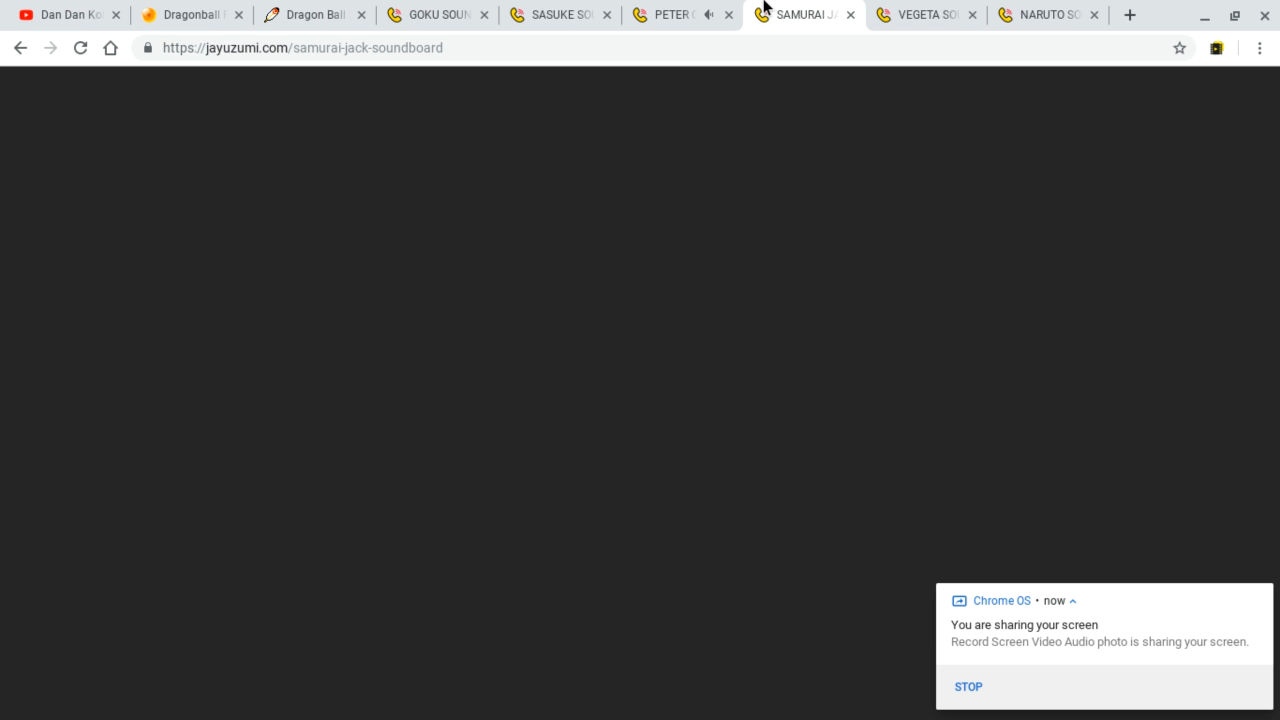 Dan Dan Ko
Dragonball
Dragon Ball
GOKU SOUN
SASUKE SO
PETER
SAMURAI JA
VEGETA SO
NARUTO SO
https://jayuzumi.com/samurai-jack-soundboard
Chrome OS • now
You are sharing your screen
Record Screen Video Audio photo is sharing your screen.
STOP